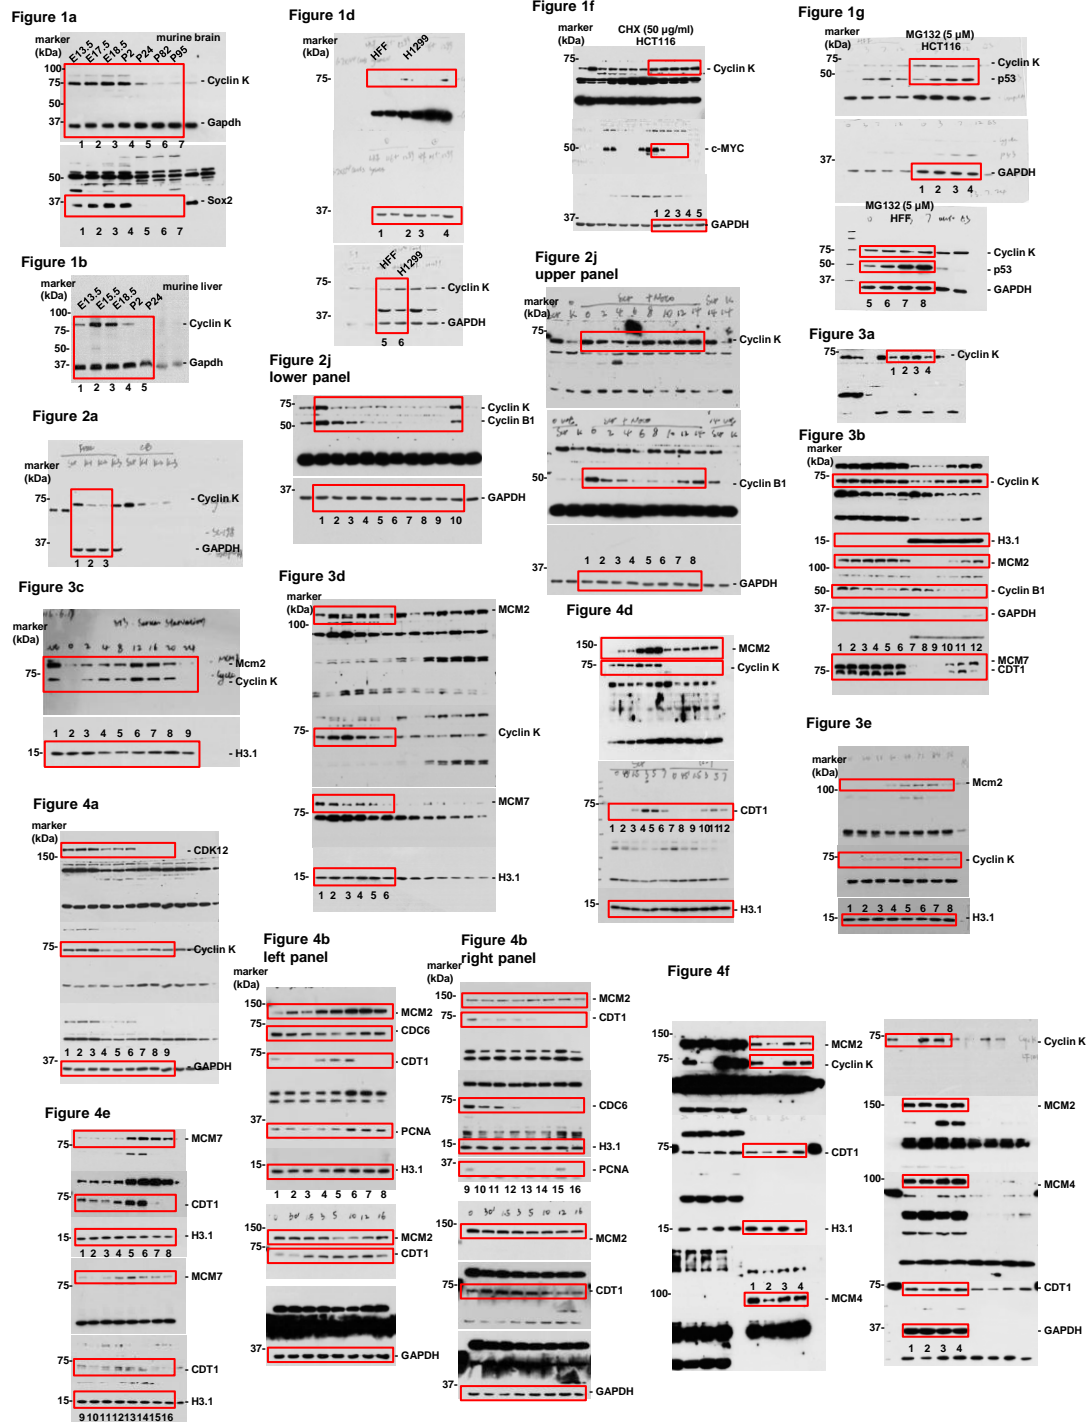 Figure 1a
marker
(kDa)
E13.5 E17.5 E18.5 P2 P24 P82 P95
murine brain
100-
75-
50-
37-
- Cyclin K
- Gapdh
1 2 3 4 5 6 7
50-
37-
- Sox2
1 2 3 4 5 6 7
Figure 1b
marker
(kDa)
E13.5 E15.5 E18.5 P2 P24
murine liver
100-
75-
50-
37-
- Cyclin K
- Gapdh
1 2 3 4 5
Figure 1d
HFF H1299
75-
37-
1 2 3 4
HFF H1299
75-
37-
- Cyclin K
- GAPDH
5 6
Figure 1f
marker
(kDa)
CHX (50 µg/ml)
HCT116
75-
- Cyclin K
50-
- c-MYC
37-
1 2 3 4 5
- GAPDH
Figure 1g
marker
(kDa)
MG132 (5 µM)
HCT116
75-
50-
- Cyclin K
- p53
37-
- GAPDH
1 2 3 4
MG132 (5 µM)
HFF
75-
50-
37-
- Cyclin K
- p53
- GAPDH
5 6 7 8
Figure 2a
marker
(kDa)
75-
37-
- Cyclin K
- GAPDH
1 2 3
Figure 2j
lower panel
75-
50-
- Cyclin K
- Cyclin B1
37-
- GAPDH
1 2 3 4 5 6 7 8 9 10
Figure 2j
upper panel
marker
(kDa)
0 2 4 6 8 10 12 14
75-
- Cyclin K
50-
- Cyclin B1
37-
1 2 3 4 5 6 7 8
- GAPDH
Figure 3a
75-
- Cyclin K
1 2 3 4
Figure 3b
marker
(kDa)
75-
- Cyclin K
15-
- H3.1
100-
- MCM2
50-
- Cyclin B1
37-
- GAPDH
1 2 3 4 5 6 7 8 9 10 11 12
75-
- MCM7
- CDT1
Figure 3c
marker
(kDa)
0 2 4 8 12 16 20 24
75-
- Mcm2
- Cyclin K
1 2 3 4 5 6 7 8 9
15-
- H3.1
Figure 3d
marker
(kDa)
100-
- MCM2
75-
Cyclin K
75-
- MCM7
15-
- H3.1
1 2 3 4 5 6
Figure 4d
150-
75-
- MCM2
- Cyclin K
75-
- CDT1
1 2 3 4 5 6 7 8 9 10 11 12
15-
- H3.1
Figure 3e
marker
(kDa)
100-
- Mcm2
75-
- Cyclin K
1 2 3 4 5 6 7 8
15-
- H3.1
Figure 4a
marker
(kDa)
150-
- CDK12
75-
- Cyclin K
1 2 3 4 5 6 7 8 9
37-
- GAPDH
Figure 4b
left panel
marker
(kDa)
150-
- MCM2
75-
- CDC6
75-
- CDT1
37-
- PCNA
15-
- H3.1
1 2 3 4 5 6 7 8
150-
- MCM2
75-
- CDT1
37-
- GAPDH
Figure 4b
right panel
marker
(kDa)
150-
- MCM2
75-
- CDT1
75-
- CDC6
15-
- H3.1
37-
- PCNA
9 10 11 12 13 14 15 16
150-
- MCM2
75-
- CDT1
37-
- GAPDH
Figure 4f
150-
- MCM2
75-
- Cyclin K
75-
- CDT1
15-
- H3.1
1 2 3 4
100-
- MCM4
75-
- Cyclin K
150-
- MCM2
100-
- MCM4
75-
- CDT1
37-
- GAPDH
1 2 3 4
Figure 4e
75-
- MCM7
75-
- CDT1
15-
- H3.1
1 2 3 4 5 6 7 8
75-
- MCM7
75-
- CDT1
15-
- H3.1
9 10 11 12 13 14 15 16